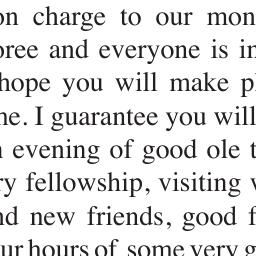 on charge to our mon
oree and everyone is in
hope you will make pl
ne. I guarantee you will
n evening of good ole t
ry fellowship, visiting w
nd new friends, good f
ur hours of some very g